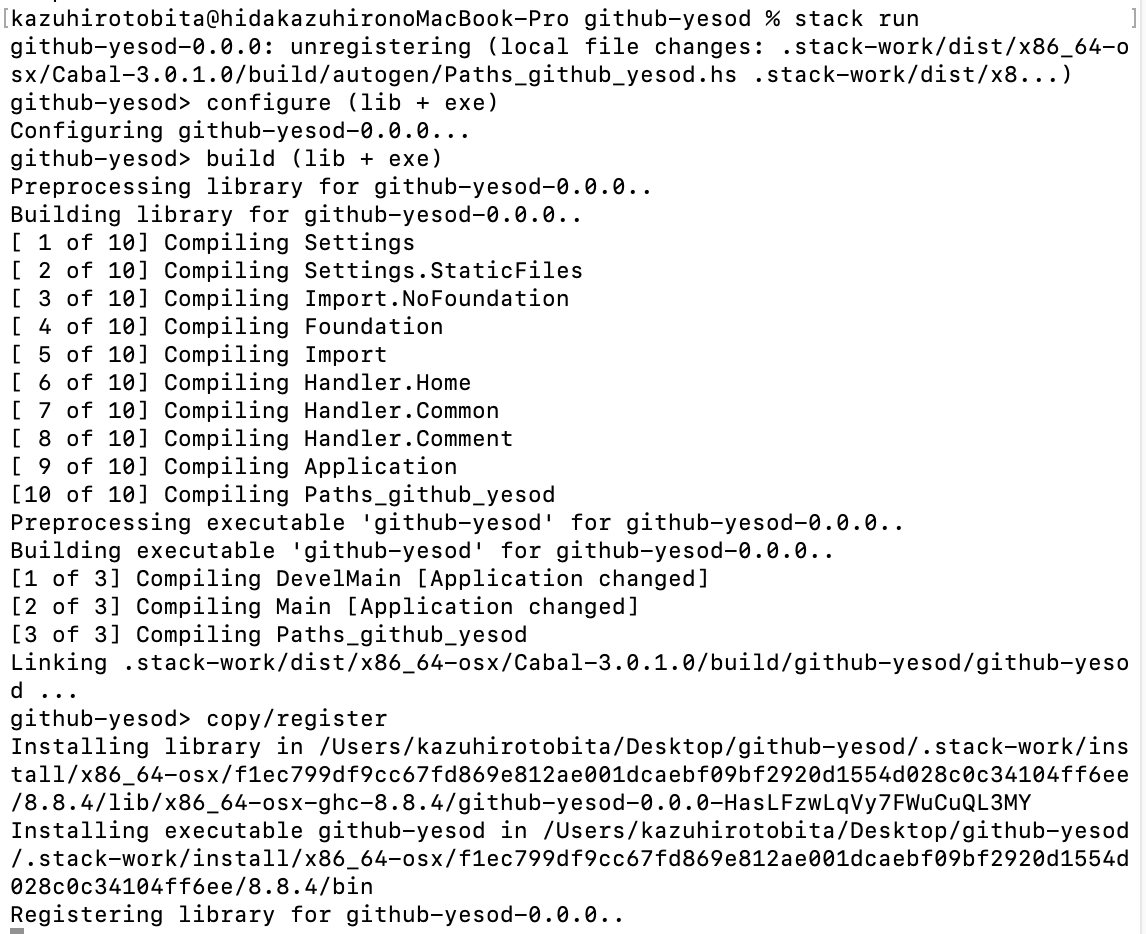 [kazuhirotobita@hidakazuhironoMacBook-Pro github-yesod % stack run ]
github-yesod-0.0.0: unregistering (local file changes: .stack-work/dist/x86_64-o
sx/Cabal-3.0.1.0/build/autogen/Paths_github_yesod.hs .stack-work/dist/x8...)
github-yesod> configure (lib + exe)
Configuring github-yesod-0.0.0...
github-yesod> build (lib + exe)
Preprocessing library for github-yesod-0.0.0..
Building library for github-yesod-0.0.0..
[ 1 of 10] Compiling Settings
[ 2 of 10] Compiling Settings.StaticFiles
[ 3 of 10] Compiling Import.NoFoundation
[ 4 of 10] Compiling Foundation
[ 5 of 10] Compiling Import
[ 6 of 10] Compiling Handler.Home
[ 7 of 10] Compiling Handler.Common
[ 8 of 10] Compiling Handler.Comment
[ 9 of 10] Compiling Application
[10 of 10] Compiling Paths_github_yesod
Preprocessing executable 'github-yesod' for github-yesod-0.0.0..
Building executable 'github-yesod' for github-yesod-0.0.0..
[1 of 3] Compiling DevelMain [Application changed]
[2 of 3] Compiling Main [Application changed]
[3 of 3] Compiling Paths_github_yesod
Linking .stack-work/dist/x86_64-osx/Cabal-3.0.1.0/build/github-yesod/github-yeso
d ...
github-yesod> copy/register
Installing library in /Users/kazuhirotobita/Desktop/github-yesod/.stack-work/ins
tall/x86_64-osx/f1ec799df9cc67fd869e812ae001dcaebf09bf2920d1554d028c0c34104ff6ee
/8.8.4/lib/x86_64-osx-ghc-8.8.4/github-yesod-0.0.0-HasLFzwLqVy7FWuCuQL3MY
Installing executable github-yesod in /Users/kazuhirotobita/Desktop/github-yesod
/.stack-work/install/x86_64-osx/f1ec799df9cc67fd869e812ae001dcaebf09bf2920d1554d
028c0c34104ff6ee/8.8.4/bin
Registering library for github-yesod-0.0.0..